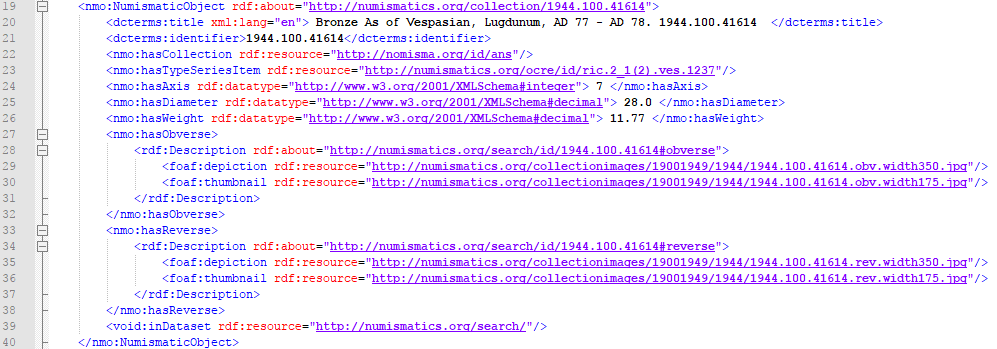 19 <nmo:NumismaticObject rdf:about="http://numismatics.org/collection/1944.100.41614">
20 <dcterms:title xml:lang="en"> Bronze As of Vespasian, Lugdunum, AD 77 - AD 78. 1944.100.41614  </dcterms:title>
21 <dcterms:identifier>1944.100.41614</dcterms:identifier>
22 <nmo:hasCollection rdf:resource="http://nomisma.org/id/ans"/>
23 <nmo:hasTypeSeriesItem rdf:resource="http://numismatics.org/ocre/id/ric.2_1(2).ves.1237"/>
24 <nmo:hasAxis rdf:datatype="http://www.w3.org/2001/XMLSchema#integer"> 7 </nmo:hasAxis>
25 <nmo:hasDiameter rdf:datatype="http://www.w3.org/2001/XMLSchema#decimal"> 28.0 </nmo:hasDiameter>
26 <nmo:hasWeight rdf:datatype="http://www.w3.org/2001/XMLSchema#decimal"> 11.77 </nmo:hasWeight>
27 <nmo:hasObverse>
28 <rdf:Description rdf:about="http://numismatics.org/search/id/1944.100.41614#obverse">
29 <foaf:depiction rdf:resource="http://numismatics.org/collectionimages/19001949/1944/1944.100.41614.obv.width350.jpg"/>
30 <foaf:thumbnail rdf:resource="http://numismatics.org/collectionimages/19001949/1944/1944.100.41614.obv.width175.jpg"/>
31 </rdf:Description>
32 </nmo:hasObverse>
33 <nmo:hasReverse>
34 <rdf:Description rdf:about="http://numismatics.org/search/id/1944.100.41614#reverse">
35 <foaf:depiction rdf:resource="http://numismatics.org/collectionimages/19001949/1944/1944.100.41614.rev.width350.jpg"/>
36 <foaf:thumbnail rdf:resource="http://numismatics.org/collectionimages/19001949/1944/1944.100.41614.rev.width175.jpg"/>
37 </rdf:Description>
38 </nmo:hasReverse>
39 <void:inDataset rdf:resource="http://numismatics.org/search/"/>
40 </nmo:NumismaticObject>